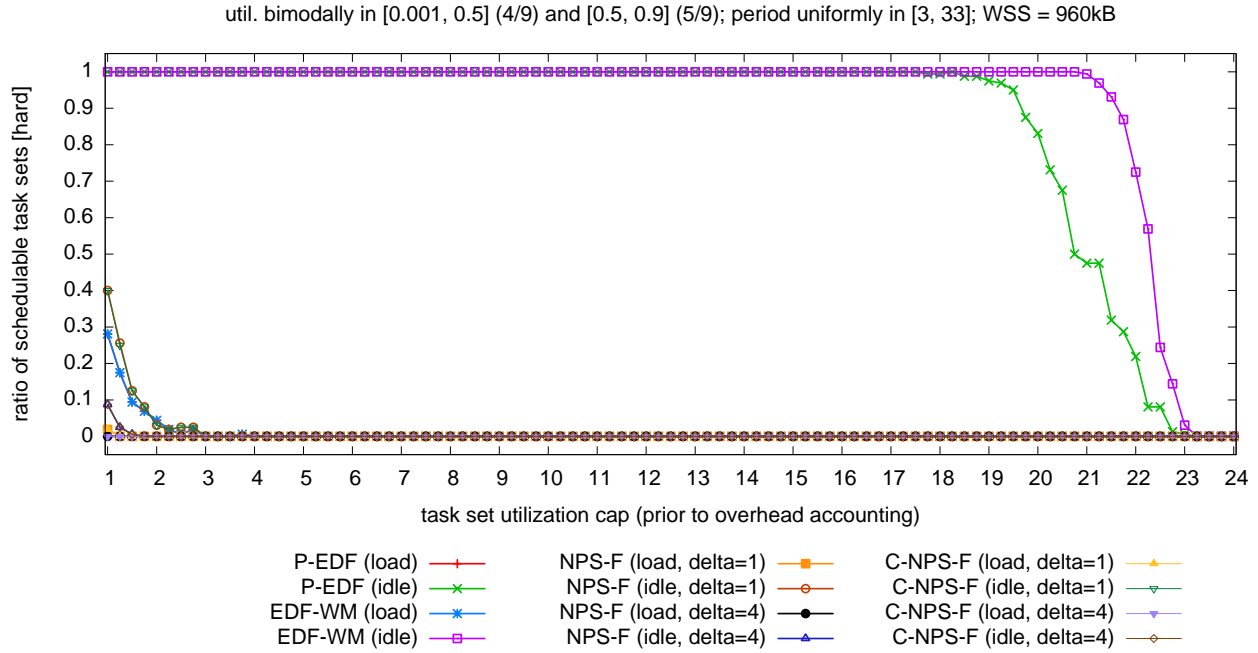 util. bimodally in [0.001, 0.5] (4/9) and [0.5, 0.9] (5/9); period uniformly in [3, 33]; WSS = 960kB
ratio of schedulable task sets [hard]
1
0.9
0.8
0.7
0.6
0.5
0.4
0.3
0.2
0.1
0
1 2 3 4 5 6 7 8 9 10 11 12 13 14 15 16 17 18 19 20 21 22 23 24
task set utilization cap (prior to overhead accounting)
P-EDF (load) NPS-F (load, delta=1) C-NPS-F (load, delta=1)
P-EDF (idle) NPS-F (idle, delta=1) C-NPS-F (idle, delta=1)
EDF-WM (load) NPS-F (load, delta=4) C-NPS-F (load, delta=4)
EDF-WM (idle) NPS-F (idle, delta=4) C-NPS-F (idle, delta=4)